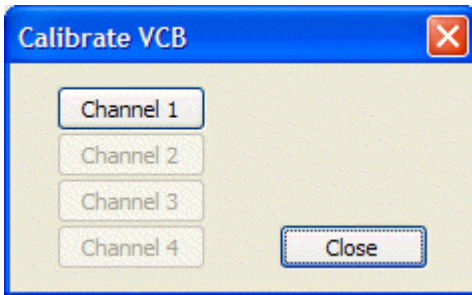 Calibrate VCB
Channel 1
Channel 2
Channel 3
Channel 4
Close